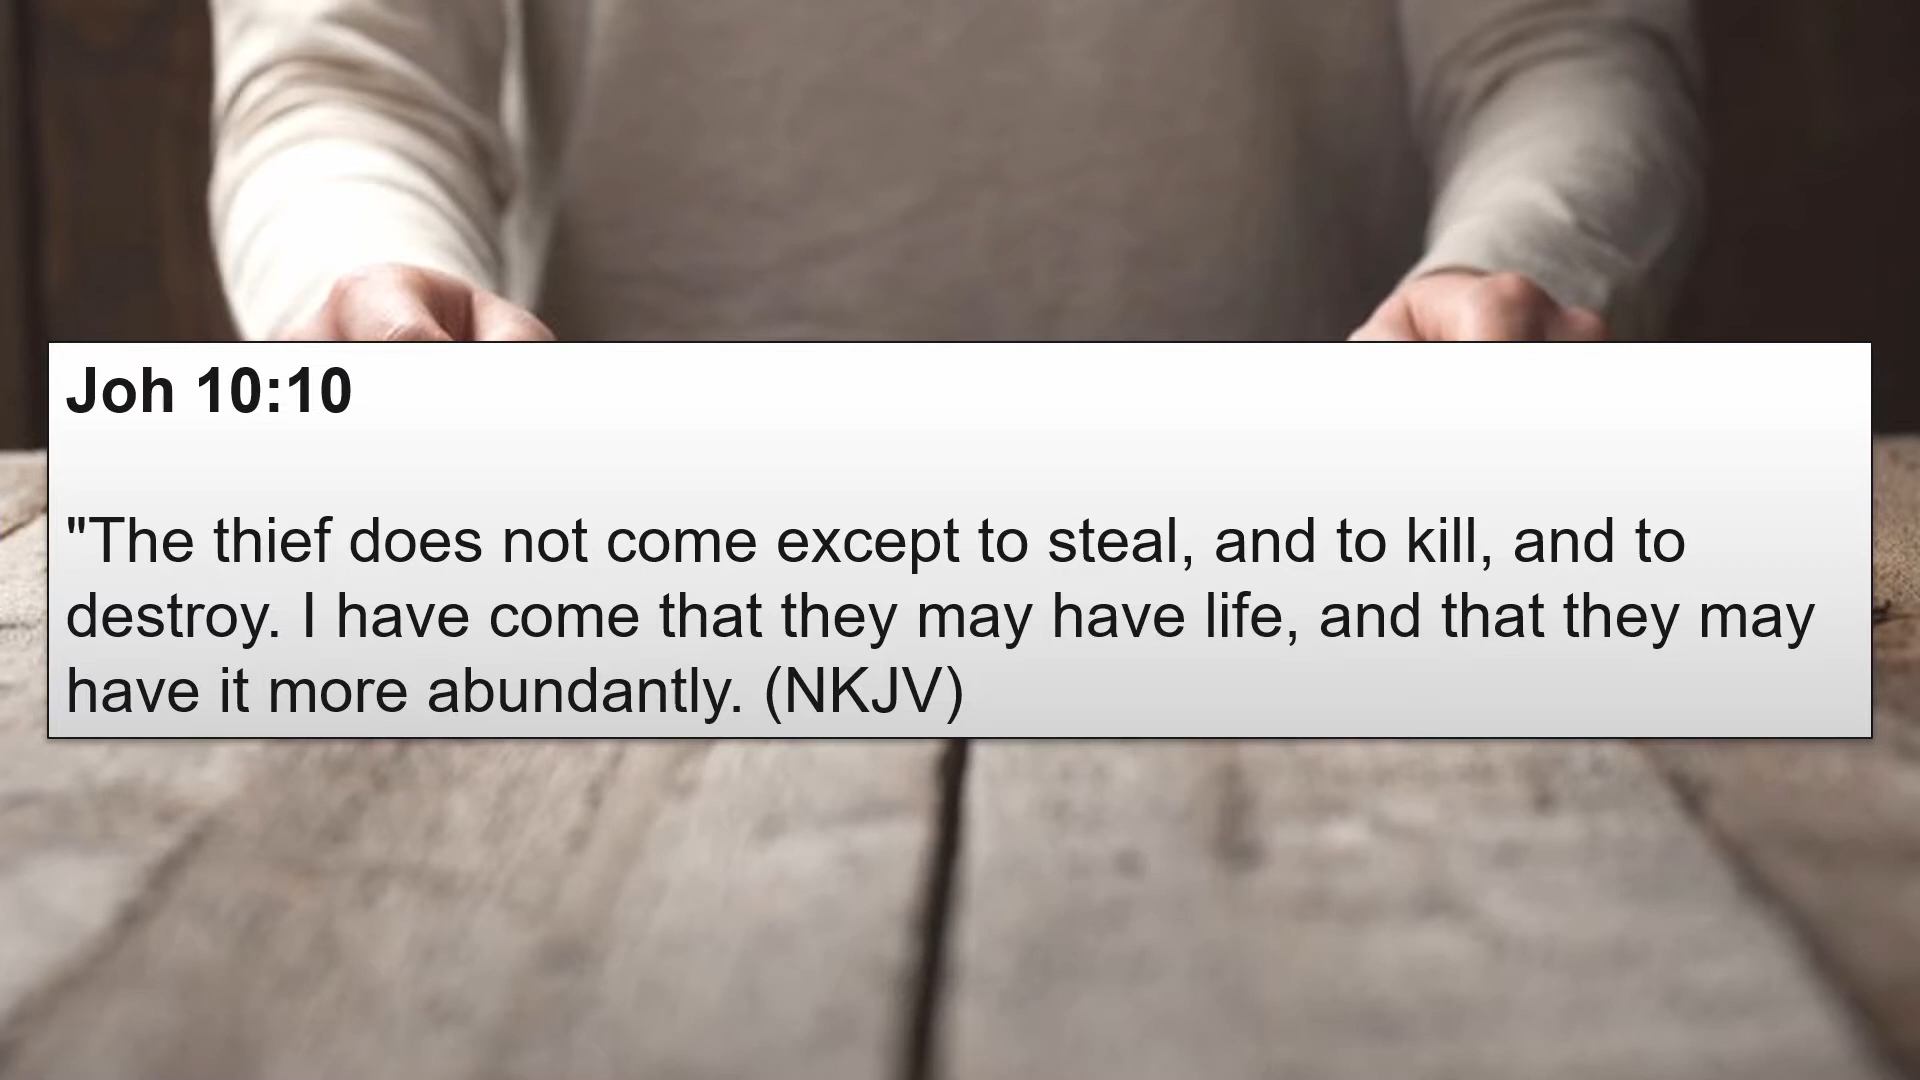 Joh 10:10
"The thief does not come except to steal, and to kill, and to
destroy. I have come that they may have life, and that they may
have it more abundantly. (NKJV)